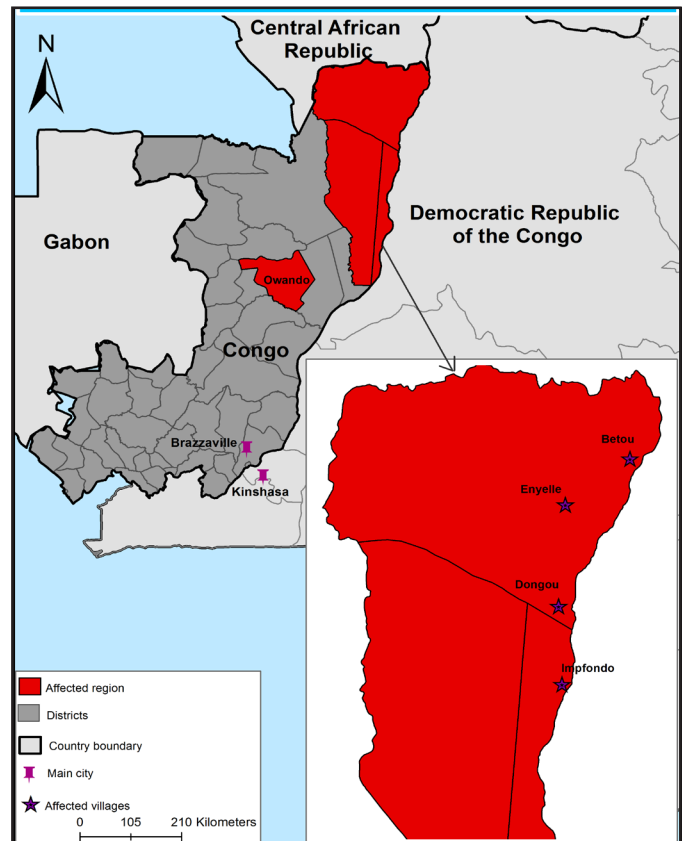 Central African
Republic
N
Democratic Republic
of the Congo
Gabon
Owando
Congo
Brazzaville
Kinshasa
Betou
Enyelle
Dongou
Impfondo
Affected region
Districts
Country boundary
Main city
Affected villages
0 105 210 Kilometers